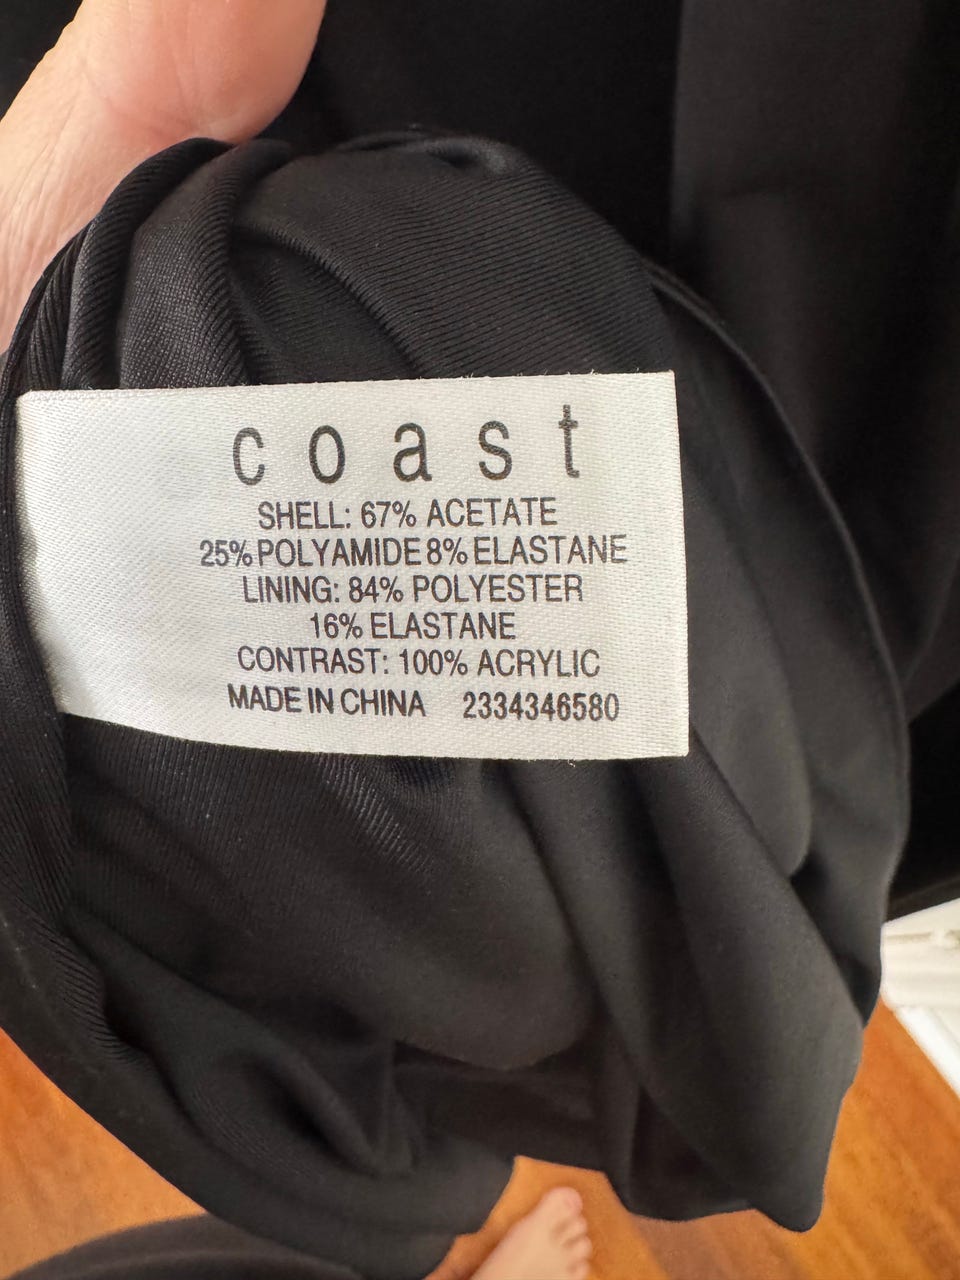 coast
SHELL: 67% ACETATE
25% POLYAMIDE 8% ELASTANE
LINING: 84% POLYESTER
16% ELASTANE
CONTRAST: 100% ACRYLIC
MADE IN CHINA 2334346580